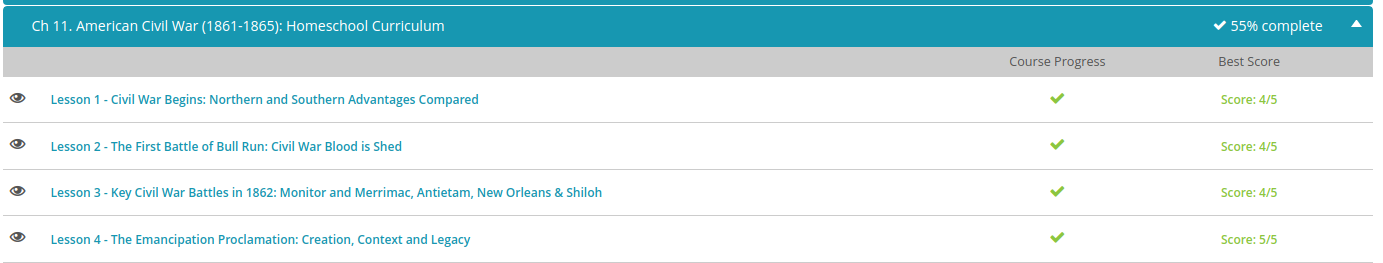 Ch 11. American Civil War (1861-1865): Homeschool Curriculum 55% complete
Course Progress Best Score
Lesson 1 - Civil War Begins: Northern and Southern Advantages Compared Score: 4/5
Lesson 2 - The First Battle of Bull Run: Civil War Blood is Shed Score: 4/5
Lesson 3 - Key Civil War Battles in 1862: Monitor and Merrimac, Antietam, New Orleans & Shiloh Score: 4/5
Lesson 4 - The Emancipation Proclamation: Creation, Context and Legacy Score: 5/5